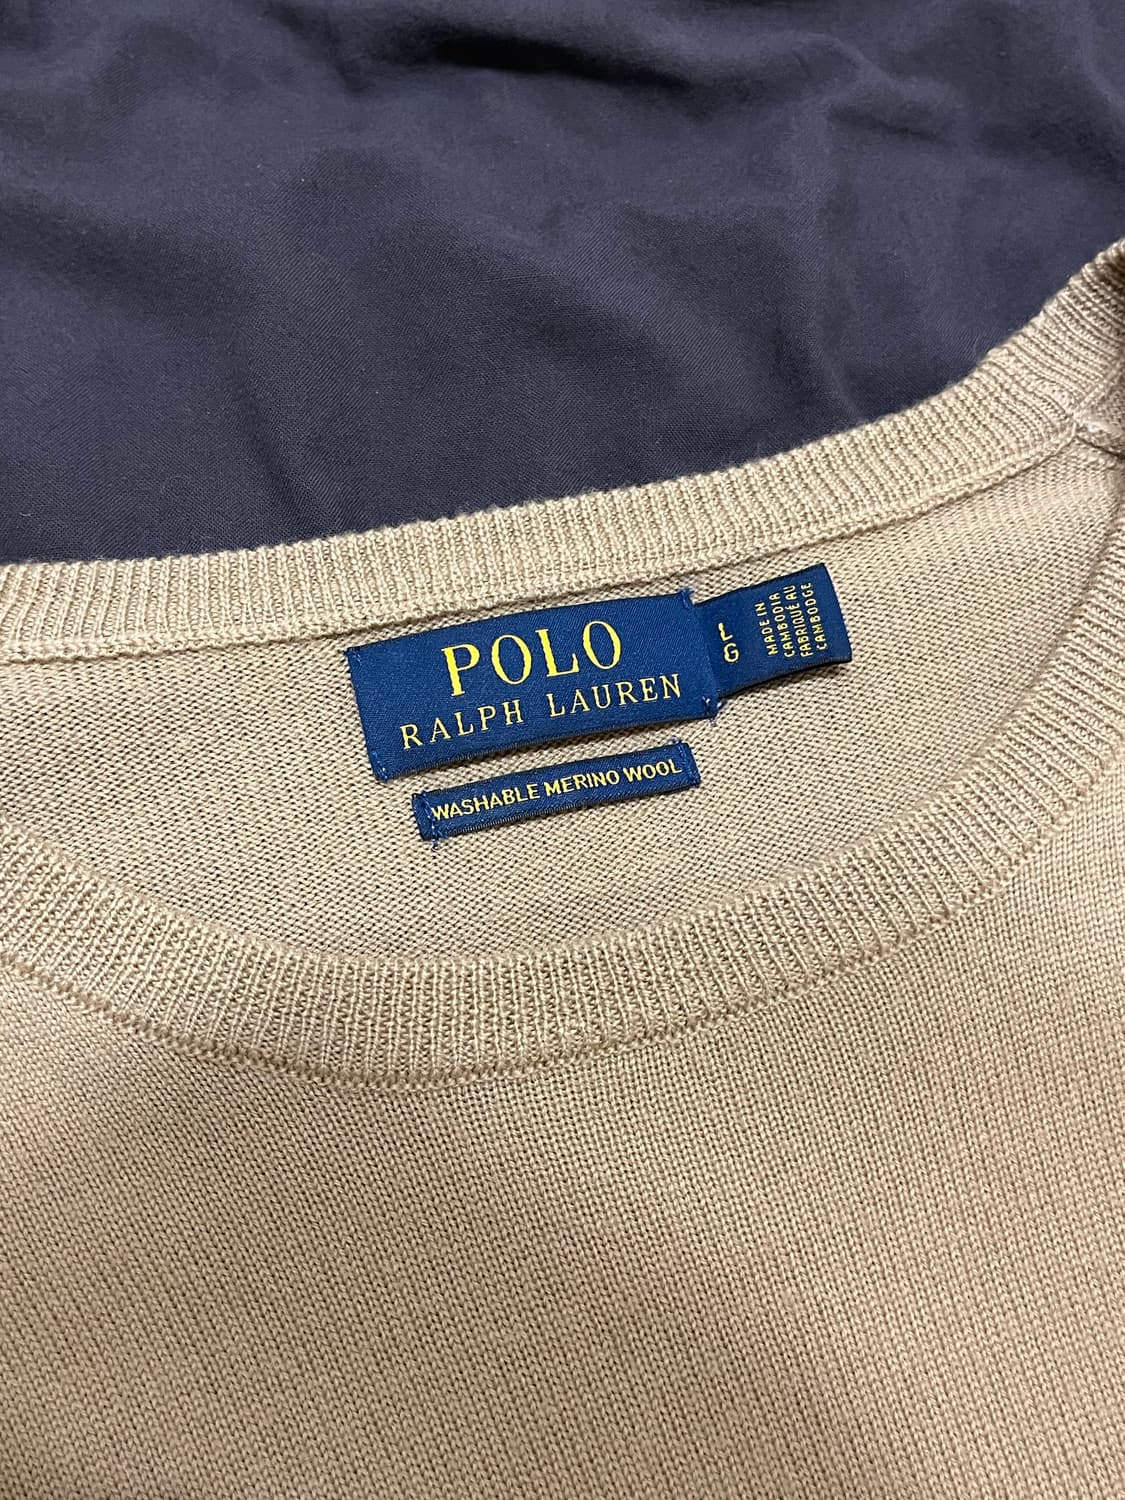 POLO
RALPH LAUREN
L
G
MADE IN
CAMBODIA
FABRIQUÉ AU
CAMBODGE
WASHABLE MERINO WOOL